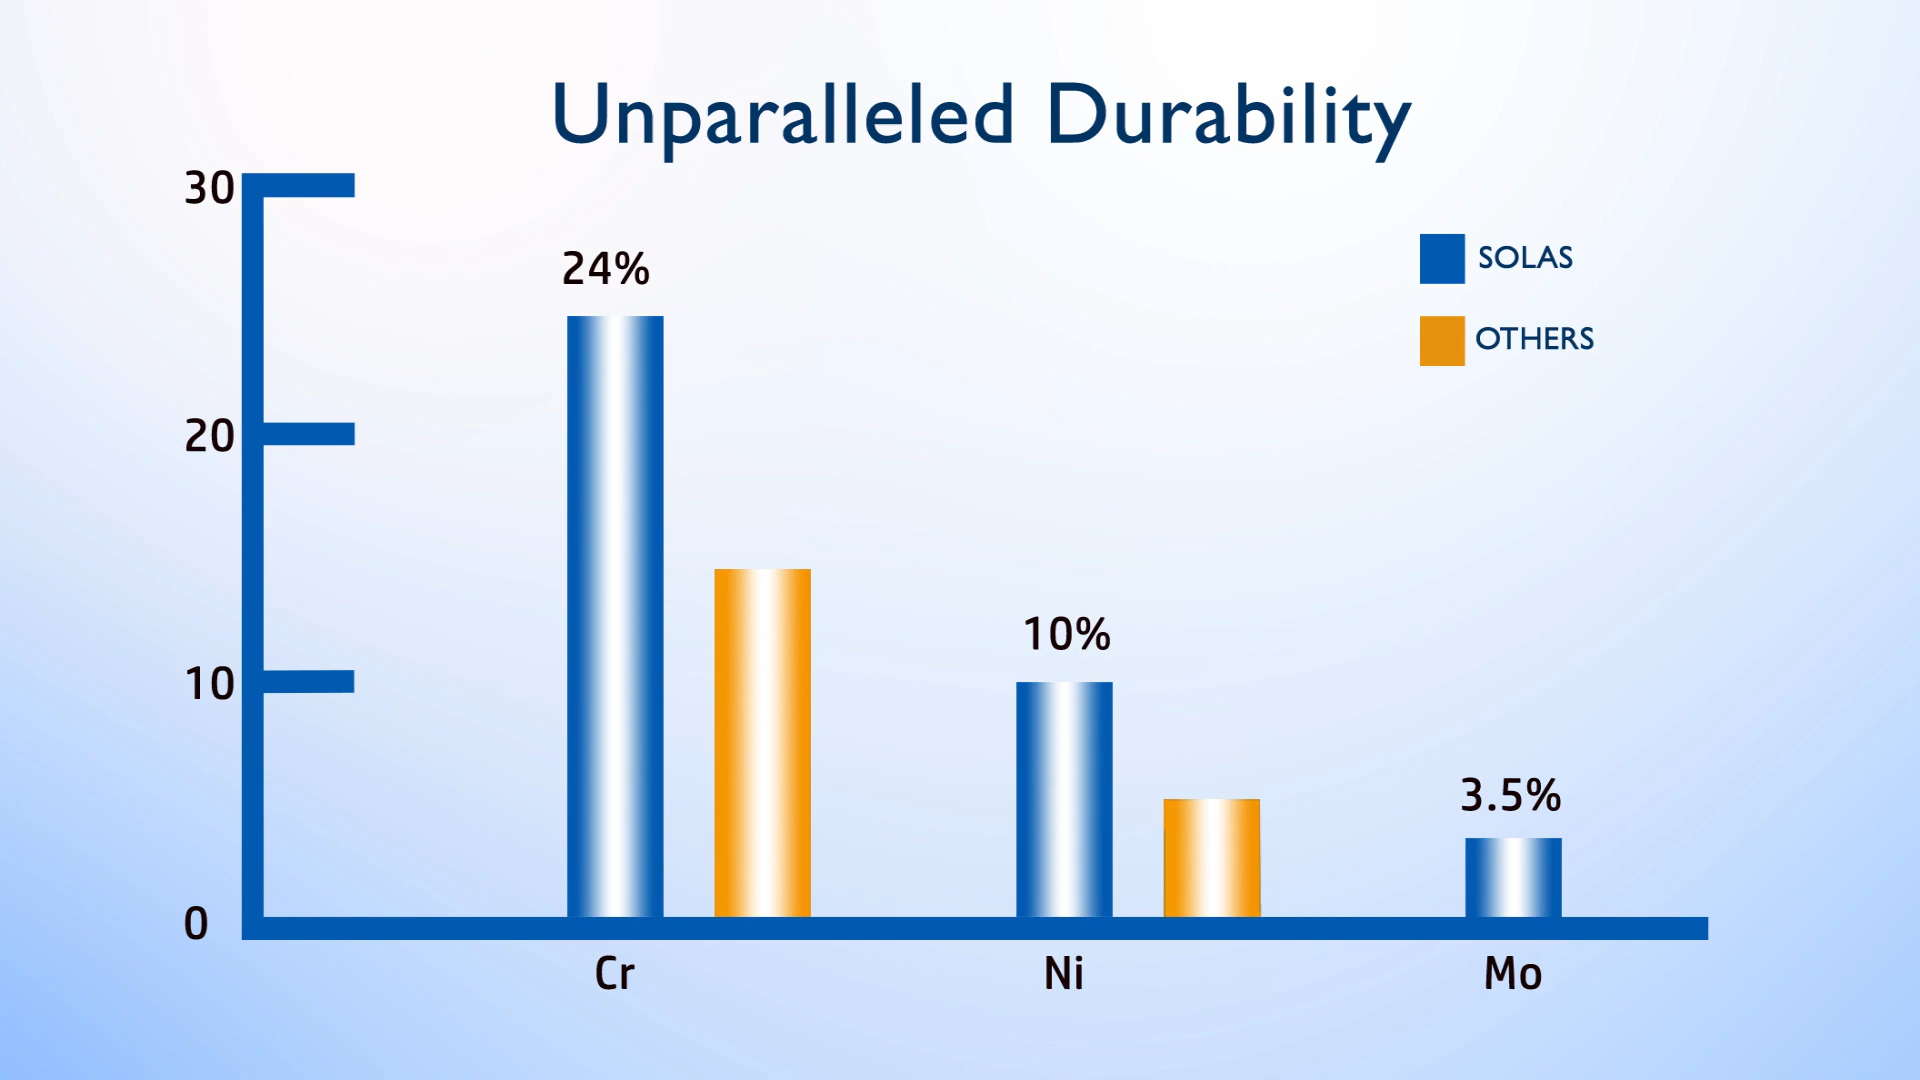 Unparalleled Durability
30
24%
SOLAS
OTHERS
20
10%
10
3.5%
0
Cr
Ni
Mo